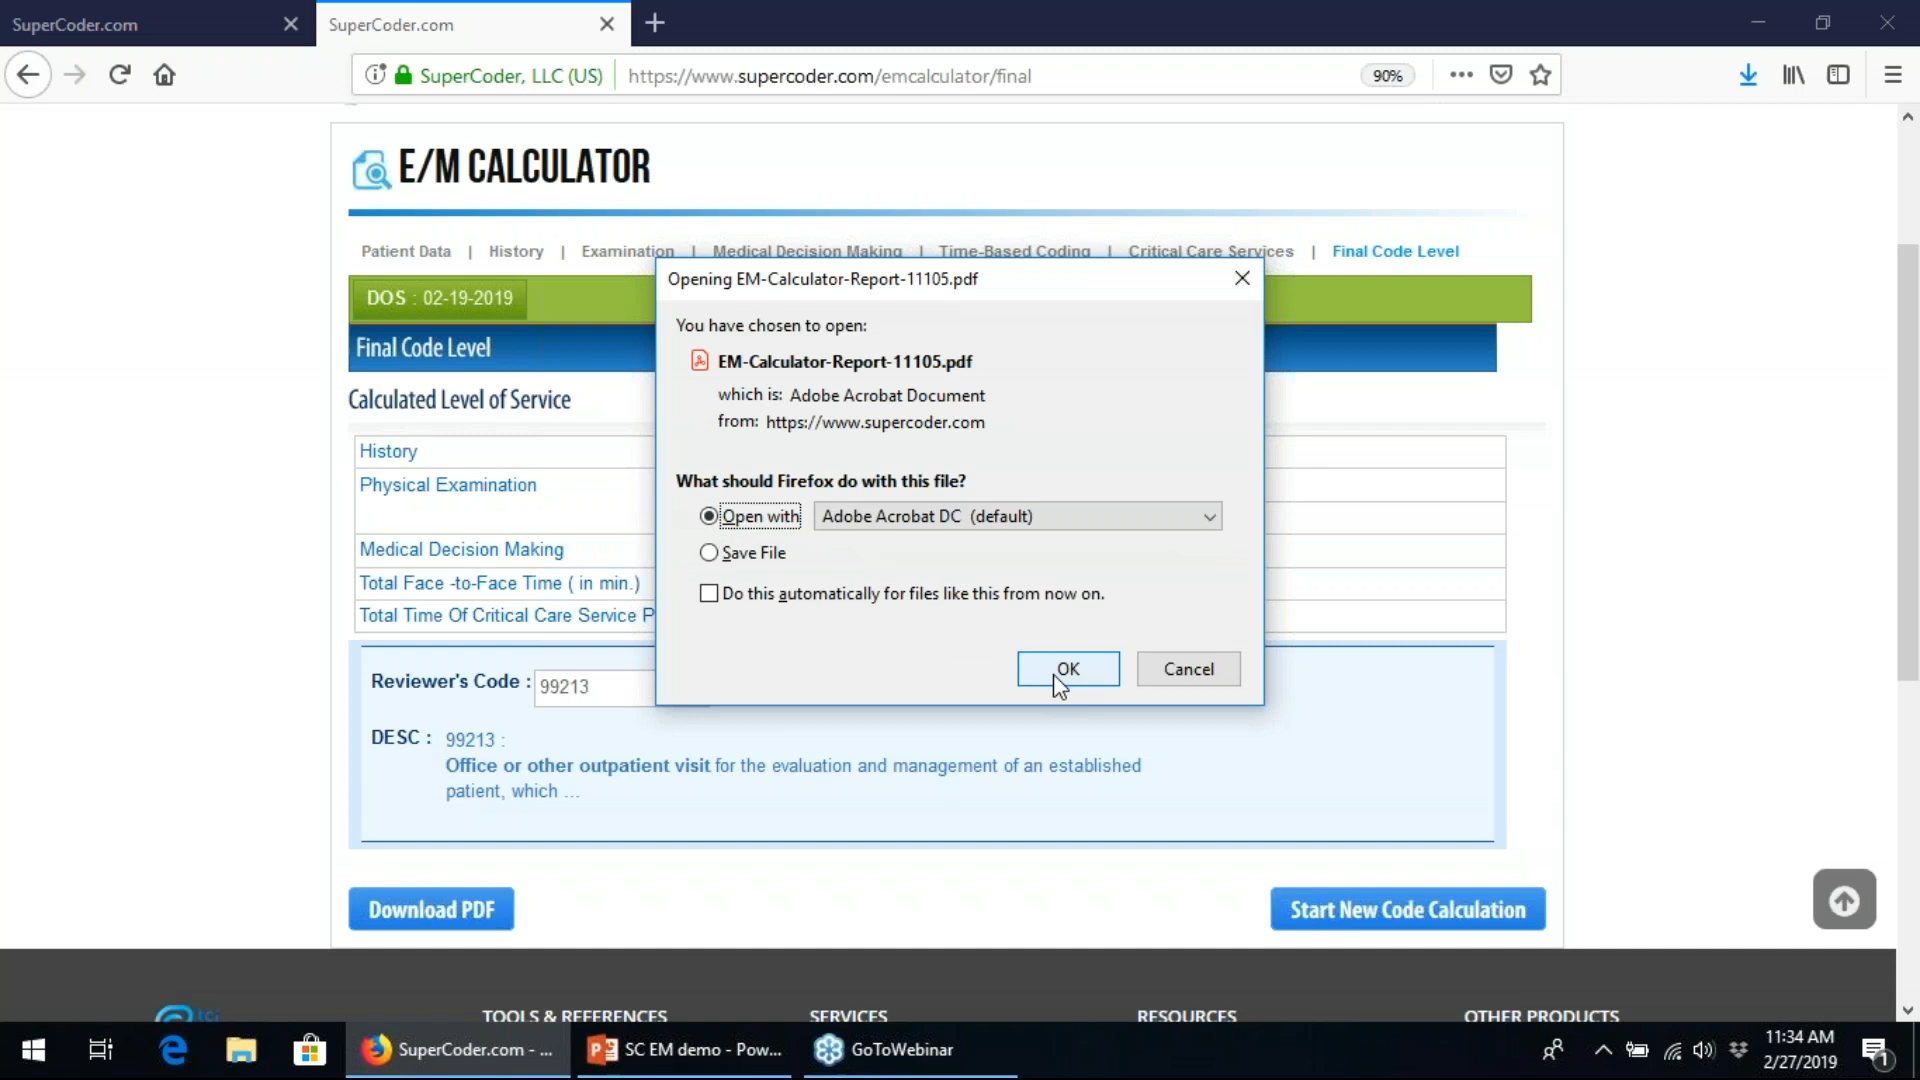 SuperCoder.com
SuperCoder.com
SuperCoder, LLC (US)
https://www.supercoder.com/emcalculator/final
90%
E/M CALCULATOR
Patient Data | History | Examination | Medical Decision Making | Time-Based Coding | Critical Care Services | Final Code Level
DOS : 02-19-2019
Final Code Level
Calculated Level of Service
History
Physical Examination
Medical Decision Making
Total Face -to-Face Time ( in min.)
Total Time Of Critical Care Service P
Opening EM-Calculator-Report-11105.pdf
You have chosen to open:
EM-Calculator-Report-11105.pdf
which is: Adobe Acrobat Document
from: https://www.supercoder.com
What should Firefox do with this file?
Open with
Adobe Acrobat DC (default)
Save File
Do this automatically for files like this from now on.
OK
Cancel
Reviewer's Code : 99213
DESC : 99213 :
Office or other outpatient visit for the evaluation and management of an established
patient, which ...
Download PDF
Start New Code Calculation
tci
TOOLS & REFERENCES
SERVICES
RESOURCES
OTHER PRODUCTS
SuperCoder.com - ...
SC EM demo - Pow...
GoToWebinar
11:34 AM
2/27/2019
1